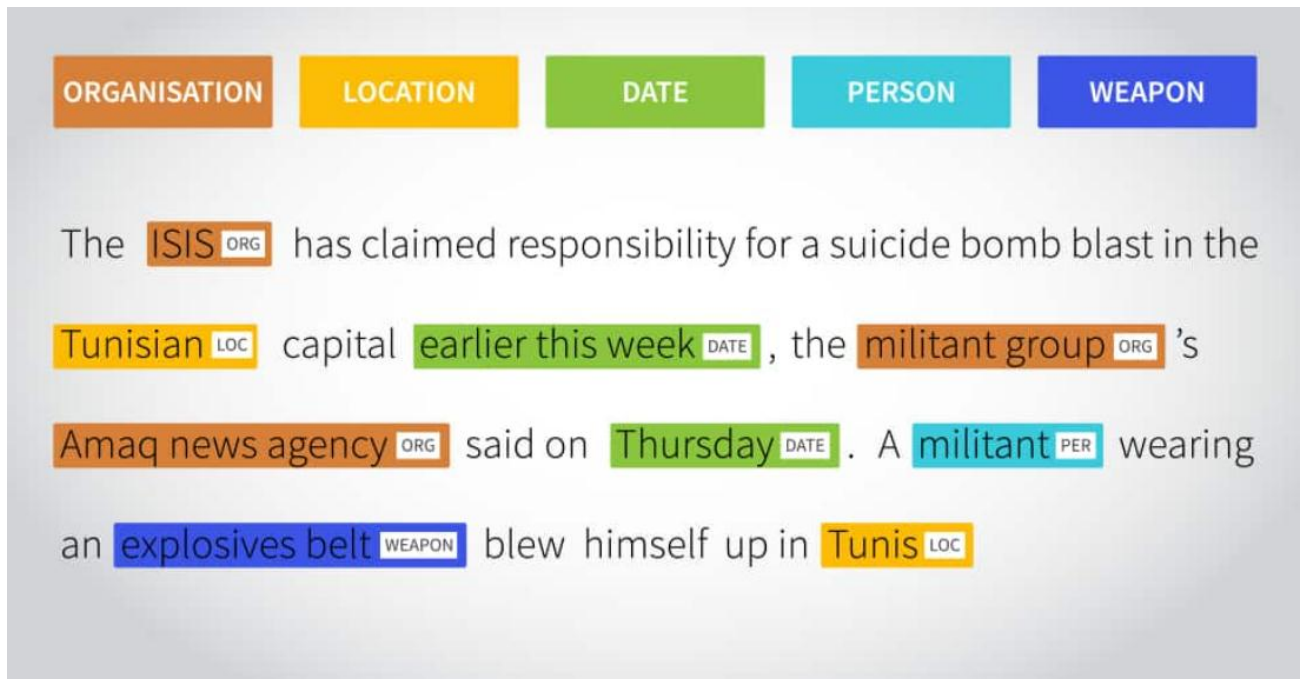 ORGANISATION LOCATION DATE PERSON WEAPON
The ISIS ORG has claimed responsibility for a suicide bomb blast in the
Tunisian LOC capital earlier this week DATE , the militant group ORG 's
Amaq news agency ORG said on Thursday DATE . A militant PER wearing
an explosives belt WEAPON blew himself up in Tunis LOC